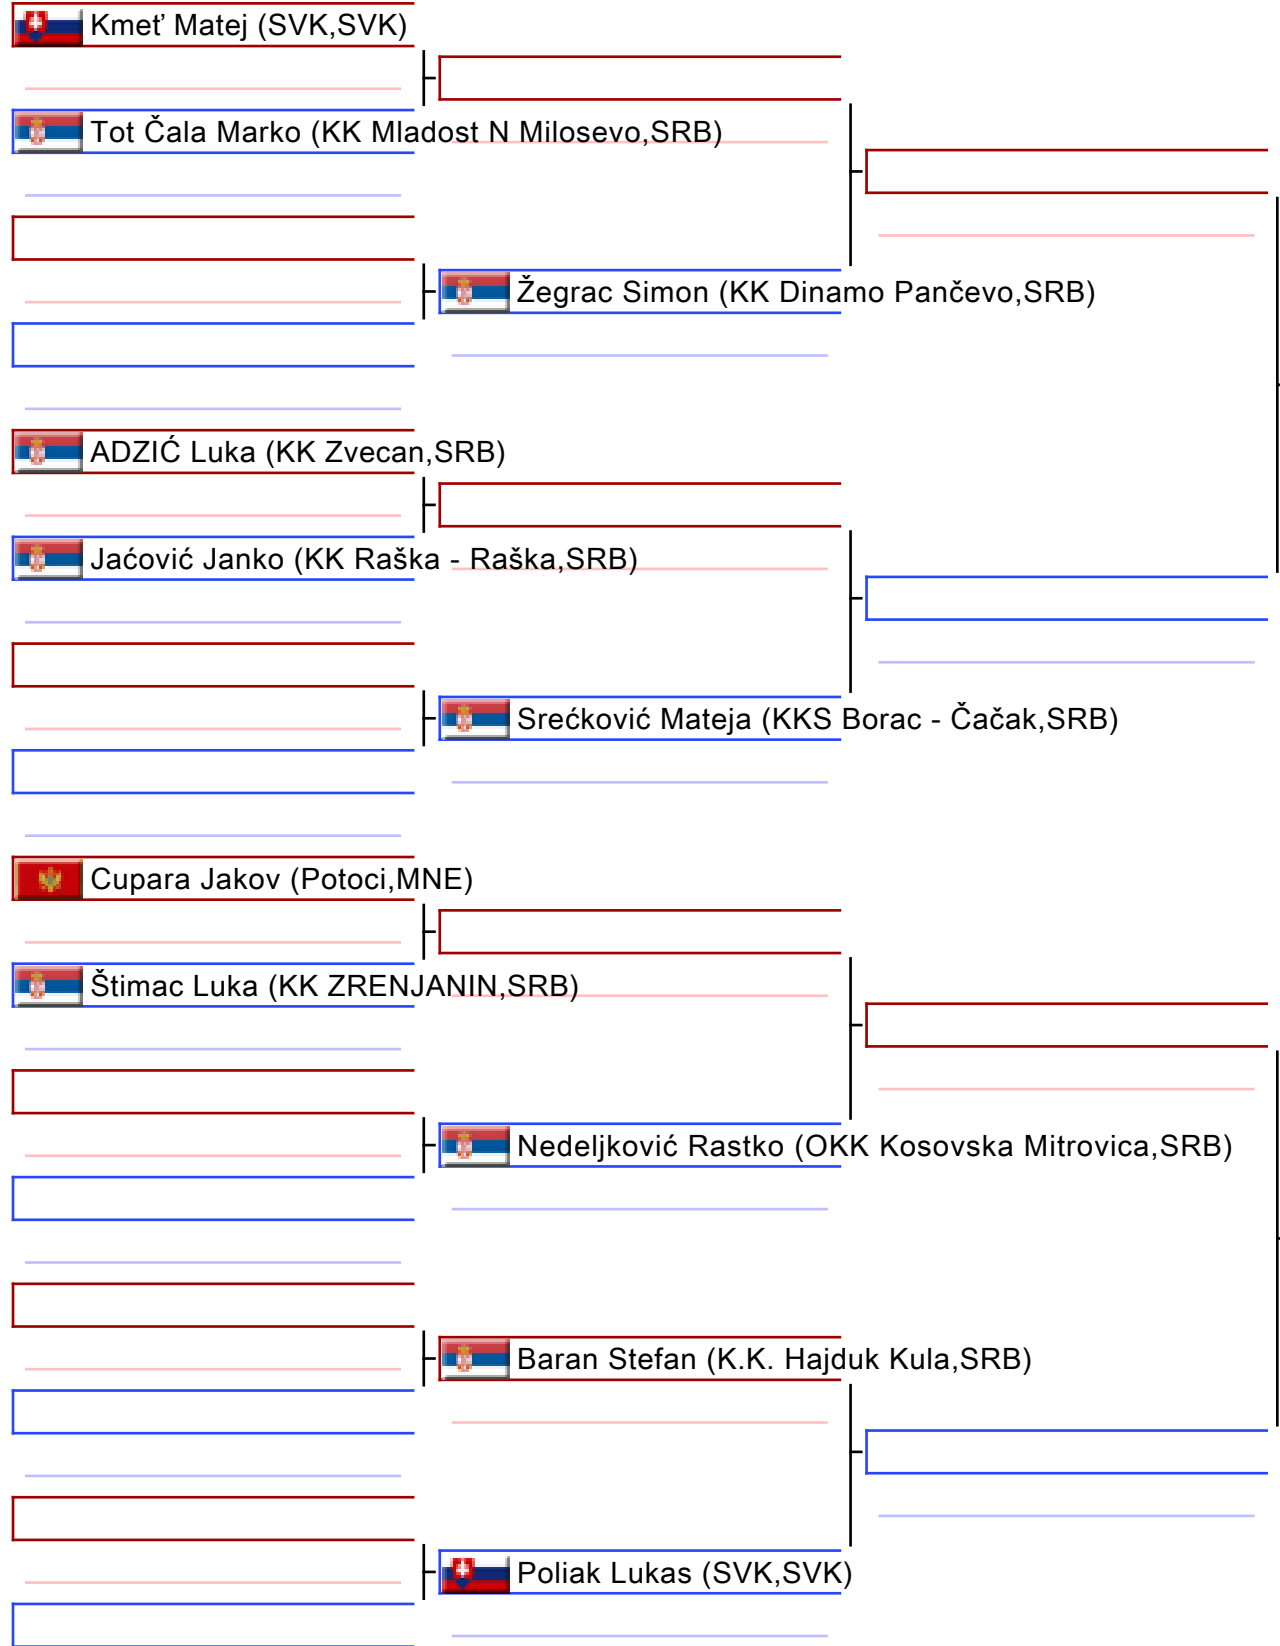 Kmeť Matej (SVK,SVK)
Tot Čala Marko (KK Mladost N Milosevo,SRB)
Žegrac Simon (KK Dinamo Pančevo,SRB)
ADZIĆ Luka (KK Zvecan,SRB)
Jaćović Janko (KK Raška - Raška,SRB)
Srećković Mateja (KKS Borac - Čačak,SRB)
Cupara Jakov (Potoci,MNE)
Štimac Luka (KK ZRENJANIN,SRB)
Nedeljković Rastko (OKK Kosovska Mitrovica,SRB)
Baran Stefan (K.K. Hajduk Kula,SRB)
Poliak Lukas (SVK,SVK)